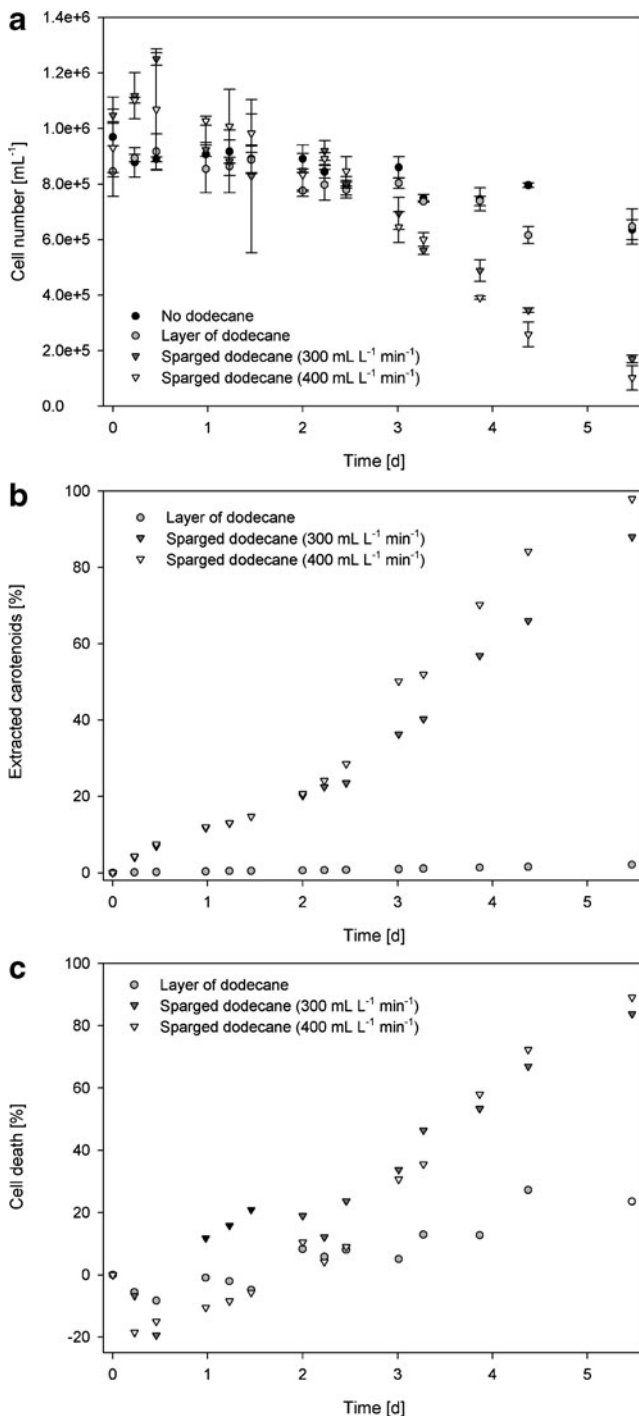 a
Cell number [mL⁻¹]
1.4e+6
1.2e+6
1.0e+6
8.0e+5
6.0e+5
4.0e+5
2.0e+5
0.0
No dodecane
Layer of dodecane
Sparged dodecane (300 mL L⁻¹ min⁻¹)
Sparged dodecane (400 mL L⁻¹ min⁻¹)
0 1 2 3 4 5
Time [d]
b
Extracted carotenoids [%]
100
80
60
40
20
0
Layer of dodecane
Sparged dodecane (300 mL L⁻¹ min⁻¹)
Sparged dodecane (400 mL L⁻¹ min⁻¹)
0 1 2 3 4 5
Time [d]
c
Cell death [%]
100
80
60
40
20
0
-20
Layer of dodecane
Sparged dodecane (300 mL L⁻¹ min⁻¹)
Sparged dodecane (400 mL L⁻¹ min⁻¹)
0 1 2 3 4 5
Time [d]